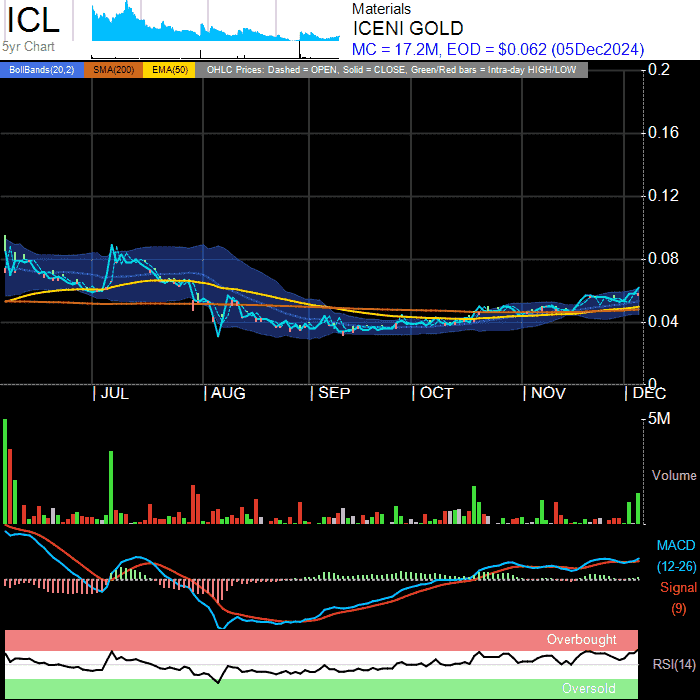 ICL
5yr Chart
Materials
ICENI GOLD
MC = 17.2M, EOD = $0.062 (05Dec2024)
BollBands(20,2) SMA(200) EMA(50) OHLC Prices: Dashed = OPEN, Solid = CLOSE, Green/Red bars = Intra-day HIGH/LOW
0.2
0.16
0.12
0.08
0.04
0
JUL AUG SEP OCT NOV DEC
5M
Volume
MACD
(12-26)
Signal
(9)
Overbought
RSI(14)
Oversold